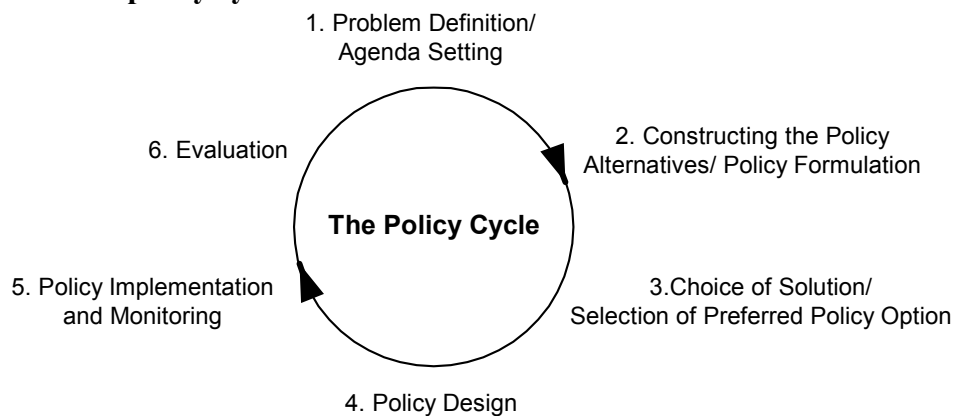 1. Problem Definition/
Agenda Setting
2. Constructing the Policy
Alternatives/ Policy Formulation
3.Choice of Solution/
Selection of Preferred Policy Option
4. Policy Design
5. Policy Implementation
and Monitoring
6. Evaluation
The Policy Cycle